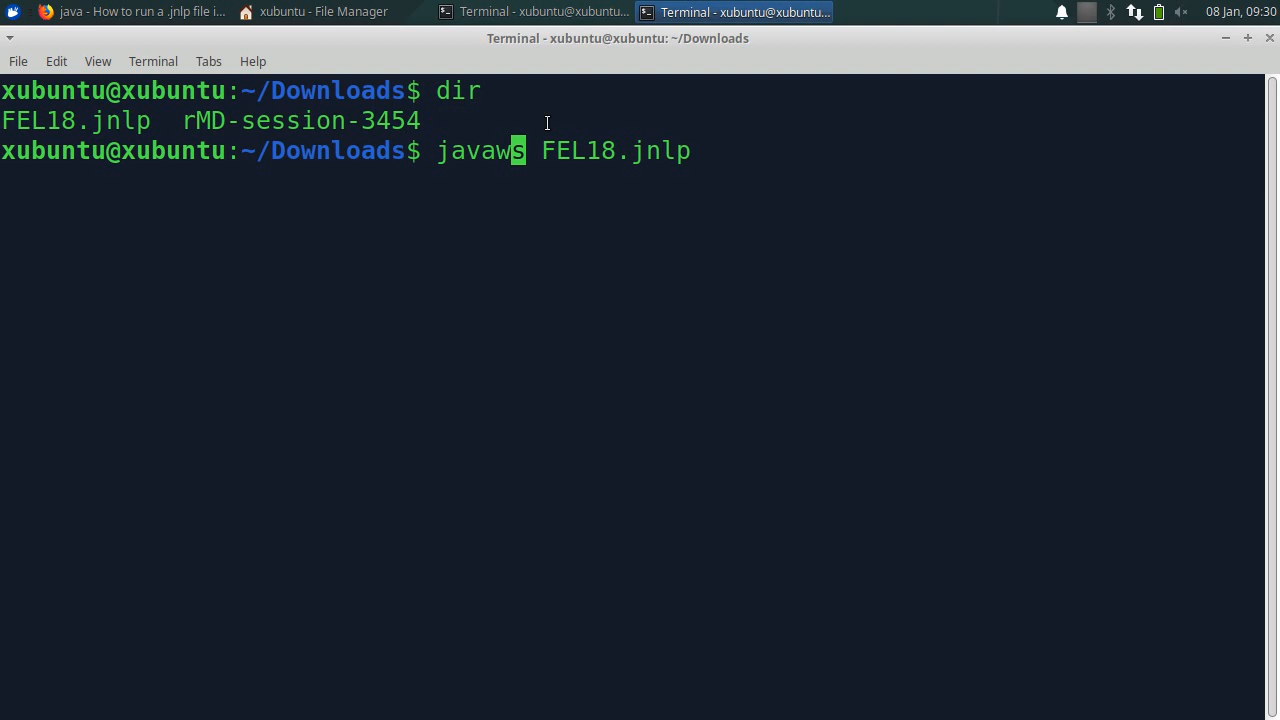 java - How to run a .jnlp file i... xubuntu - File Manager Terminal - xubuntu@xubuntu... Terminal - xubuntu@xubuntu... 08 Jan, 09:30
Terminal - xubuntu@xubuntu: ~/Downloads
File Edit View Terminal Tabs Help
xubuntu@xubuntu:~/Downloads$ dir
FEL18.jnlp rMD-session-3454
xubuntu@xubuntu:~/Downloads$ javaws FEL18.jnlp